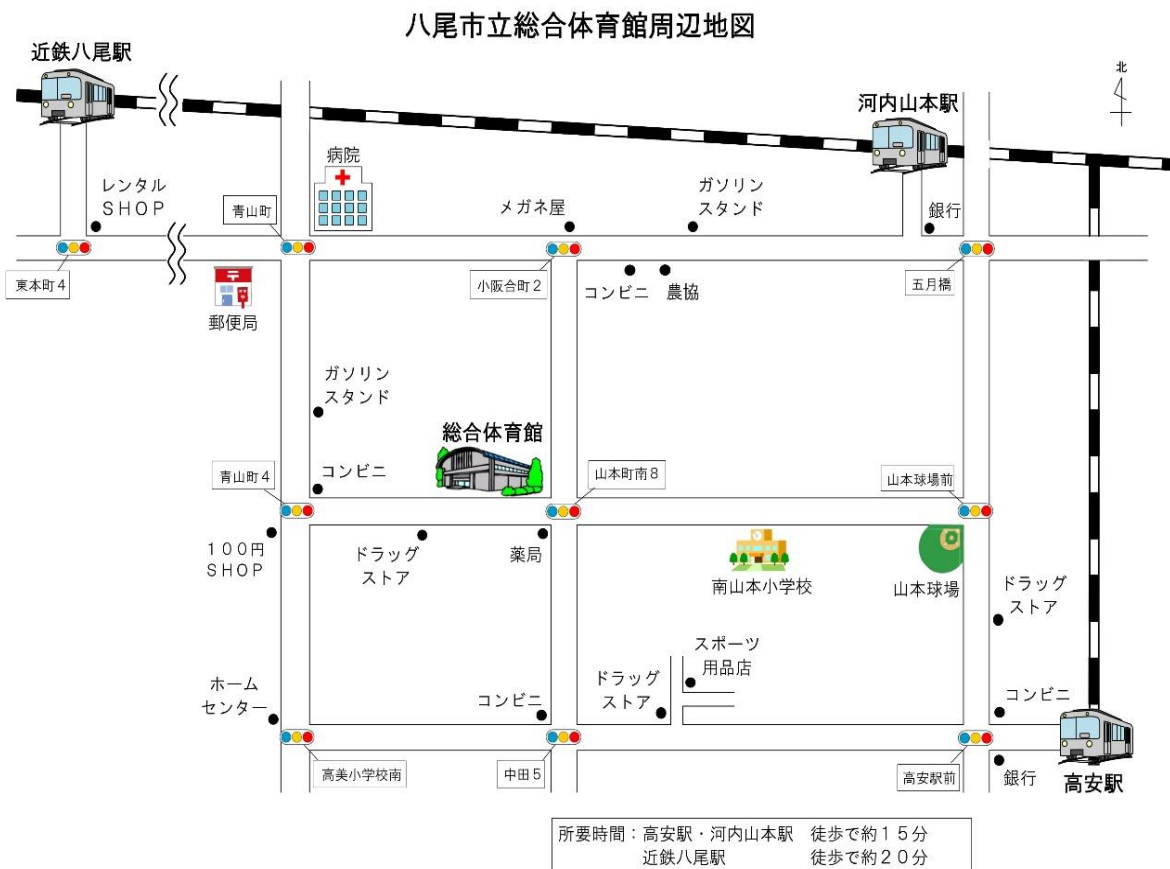 八尾市立総合体育館周辺地図
近鉄八尾駅
北
河内山本駅
病院
レンタル
SHOP
青山町
メガネ屋
ガソリン
スタンド
銀行
東本町4
小阪合町2
コンビニ
農協
五月橋
〒
郵便局
ガソリン
スタンド
総合体育館
青山町4
コンビニ
山本町南8
山本球場前
100円
SHOP
ドラッグ
ストア
薬局
南山本小学校
山本球場
ドラッグ
ストア
スポーツ
用品店
ホーム
センター
コンビニ
ドラッグ
ストア
コンビニ
高美小学校南
中田5
高安駅前
銀行
高安駅
所要時間:高安駅・河内山本駅 徒歩で約15分
近鉄八尾駅 徒歩で約20分